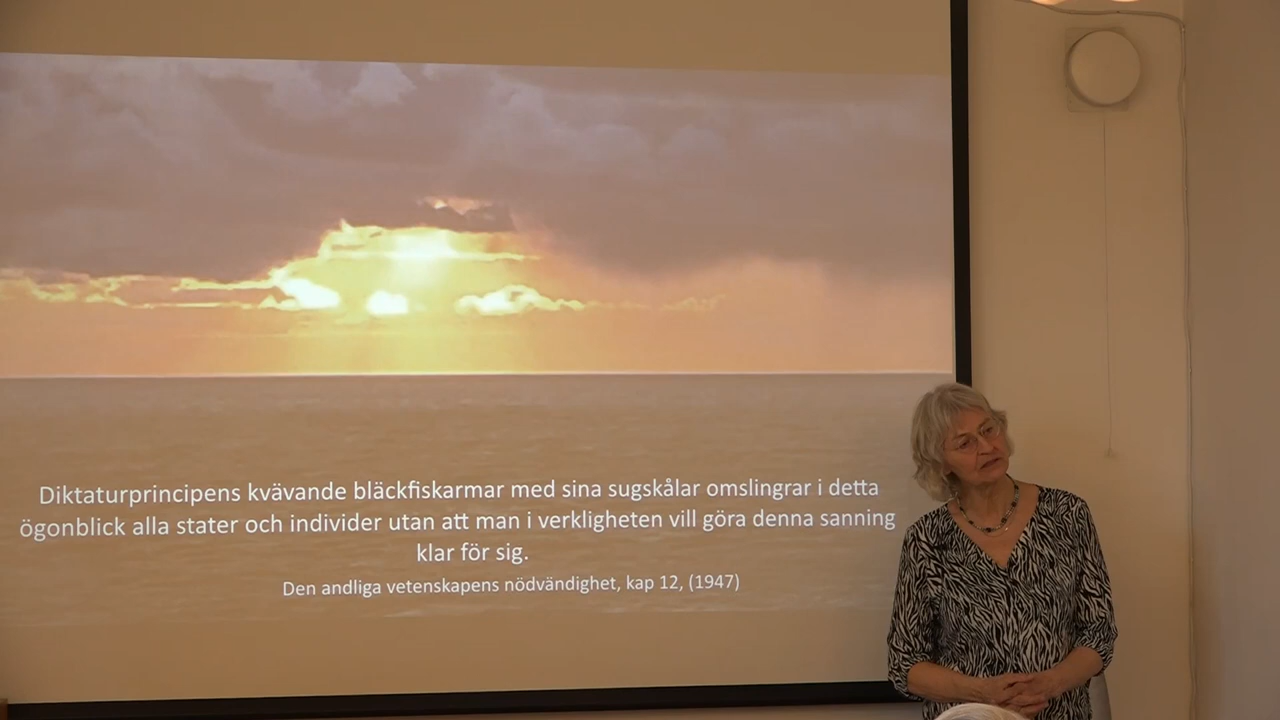 Diktaturprincipens kvävande bläckfiskarmar med sina sugskålar omslingrar i detta
ögonblick alla stater och individer utan att man i verkligheten vill göra denna sanning
klar för sig.
Den andliga vetenskapens nödvändighet, kap 12, (1947)